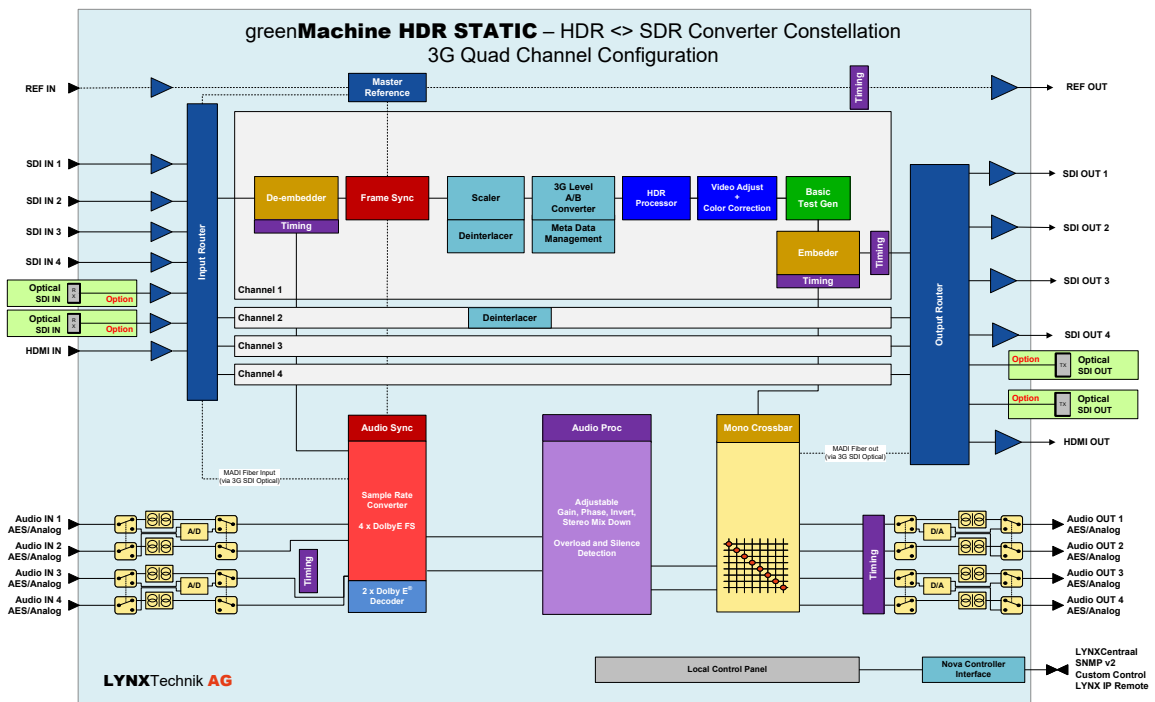 greenMachine HDR STATIC – HDR <> SDR Converter Constellation
3G Quad Channel Configuration
REF IN
Master
Reference
Timing
REF OUT
SDI IN 1
SDI IN 2
SDI IN 3
SDI IN 4
Optical
SDI IN
R
X
Option
Optical
SDI IN
R
X
Option
HDMI IN
Input Router
De-embedder
Timing
Frame Sync
Scaler
Deinterlacer
3G Level
A/B
Converter
Meta Data
Management
HDR
Processor
Video Adjust
+
Color Correction
Basic
Test Gen
Embeder
Timing
Timing
Channel 1
Channel 2
Deinterlacer
Channel 3
Channel 4
Output Router
SDI OUT 1
SDI OUT 2
SDI OUT 3
SDI OUT 4
Option
TX
Optical
SDI OUT
Option
TX
Optical
SDI OUT
HDMI OUT
MADI Fiber Input
(via 3G SDI Optical)
Audio Sync
Sample Rate
Converter
4 x DolbyE FS
2 x Dolby E®
Decoder
Audio Proc
Adjustable
Gain, Phase, Invert,
Stereo Mix Down
Overload and Silence
Detection
Mono Crossbar
MADI Fiber out
(via 3G SDI Optical)
Audio IN 1
AES/Analog
Audio IN 2
AES/Analog
Audio IN 3
AES/Analog
Audio IN 4
AES/Analog
A/D
A/D
Timing
Timing
D/A
D/A
Audio OUT 1
AES/Analog
Audio OUT 2
AES/Analog
Audio OUT 3
AES/Analog
Audio OUT 4
AES/Analog
Local Control Panel
Nova Controller
Interface
LYNXCentraal
SNMP v2
Custom Control
LYNX IP Remote
LYNXTechnik AG